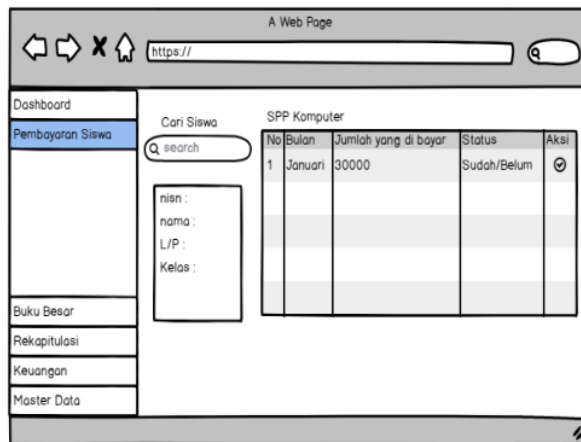 A Web Page
https://
Dashboard
Pembayaran Siswa
Buku Besar
Rekapitulasi
Keuangan
Master Data
Cari Siswa
search
nisn :
nama :
L/P :
Kelas :
SPP Komputer
No Bulan Jumlah yang di bayar Status Aksi
1 Januari 30000 Sudah/Belum